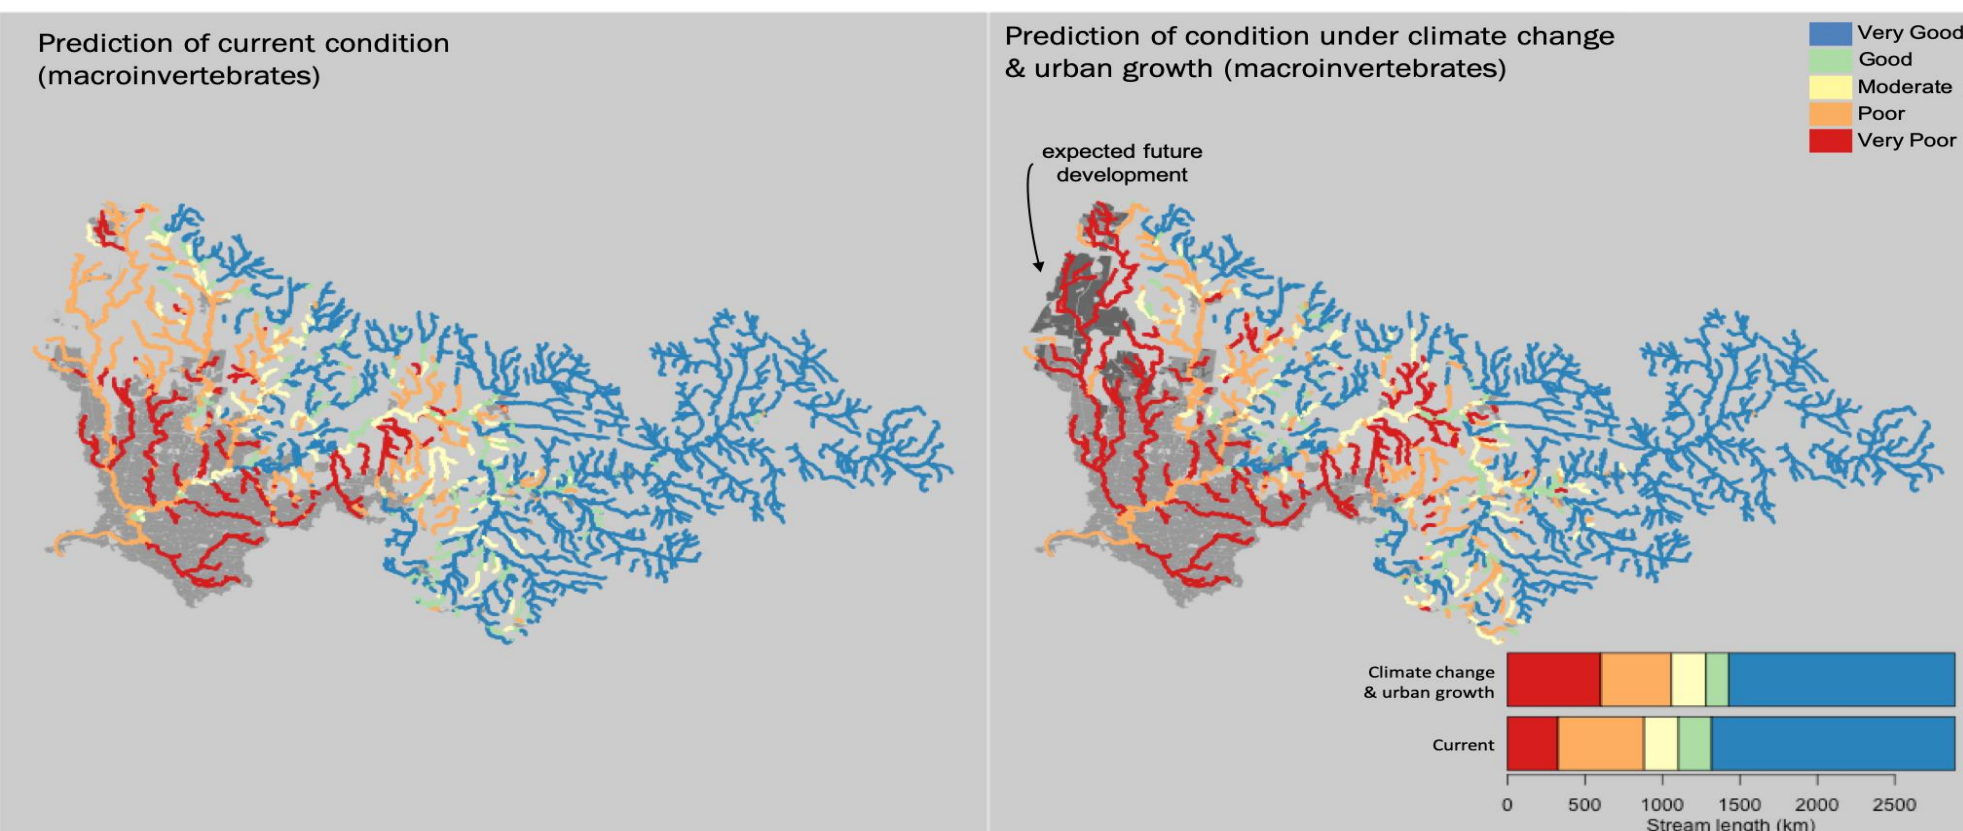 Prediction of current condition
(macroinvertebrates)
Prediction of condition under climate change
& urban growth (macroinvertebrates)
Very Good
Good
Moderate
Poor
Very Poor
expected future
development
Climate change
& urban growth
Current
0 500 1000 1500 2000 2500
Stream length (km)